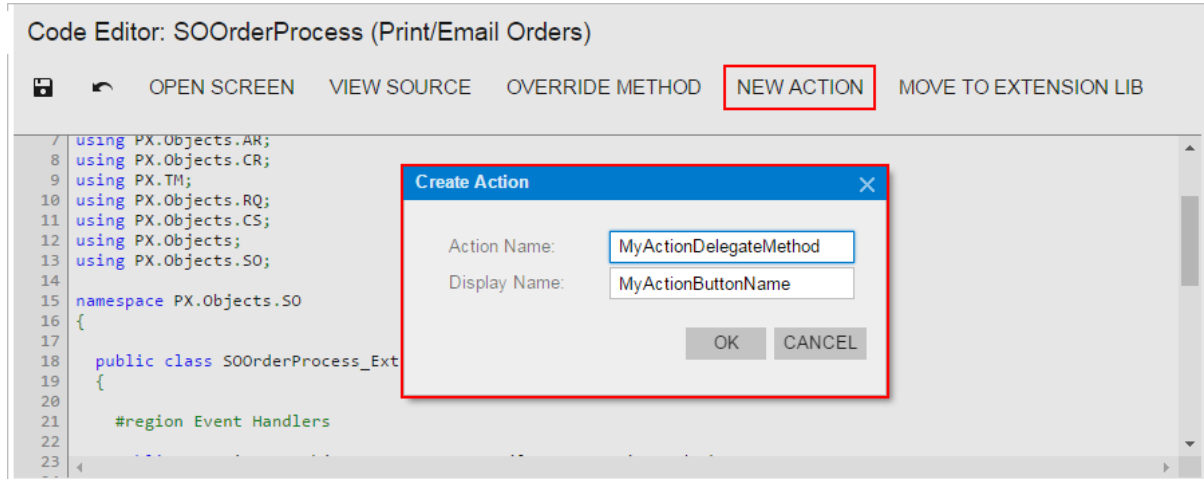 Code Editor: SOOrderProcess (Print/Email Orders)
OPEN SCREEN VIEW SOURCE OVERRIDE METHOD NEW ACTION MOVE TO EXTENSION LIB
7 using PX.Objects.AR;
8 using PX.Objects.CR;
9 using PX.TM;
10 using PX.Objects.RQ;
11 using PX.Objects.CS;
12 using PX.Objects;
13 using PX.Objects.SO;
14
15 namespace PX.Objects.SO
16 {
17
18 public class SOOrderProcess_Ext
19 {
20
21 #region Event Handlers
22
23
Create Action
Action Name: MyActionDelegateMethod
Display Name: MyActionButtonName
OK CANCEL